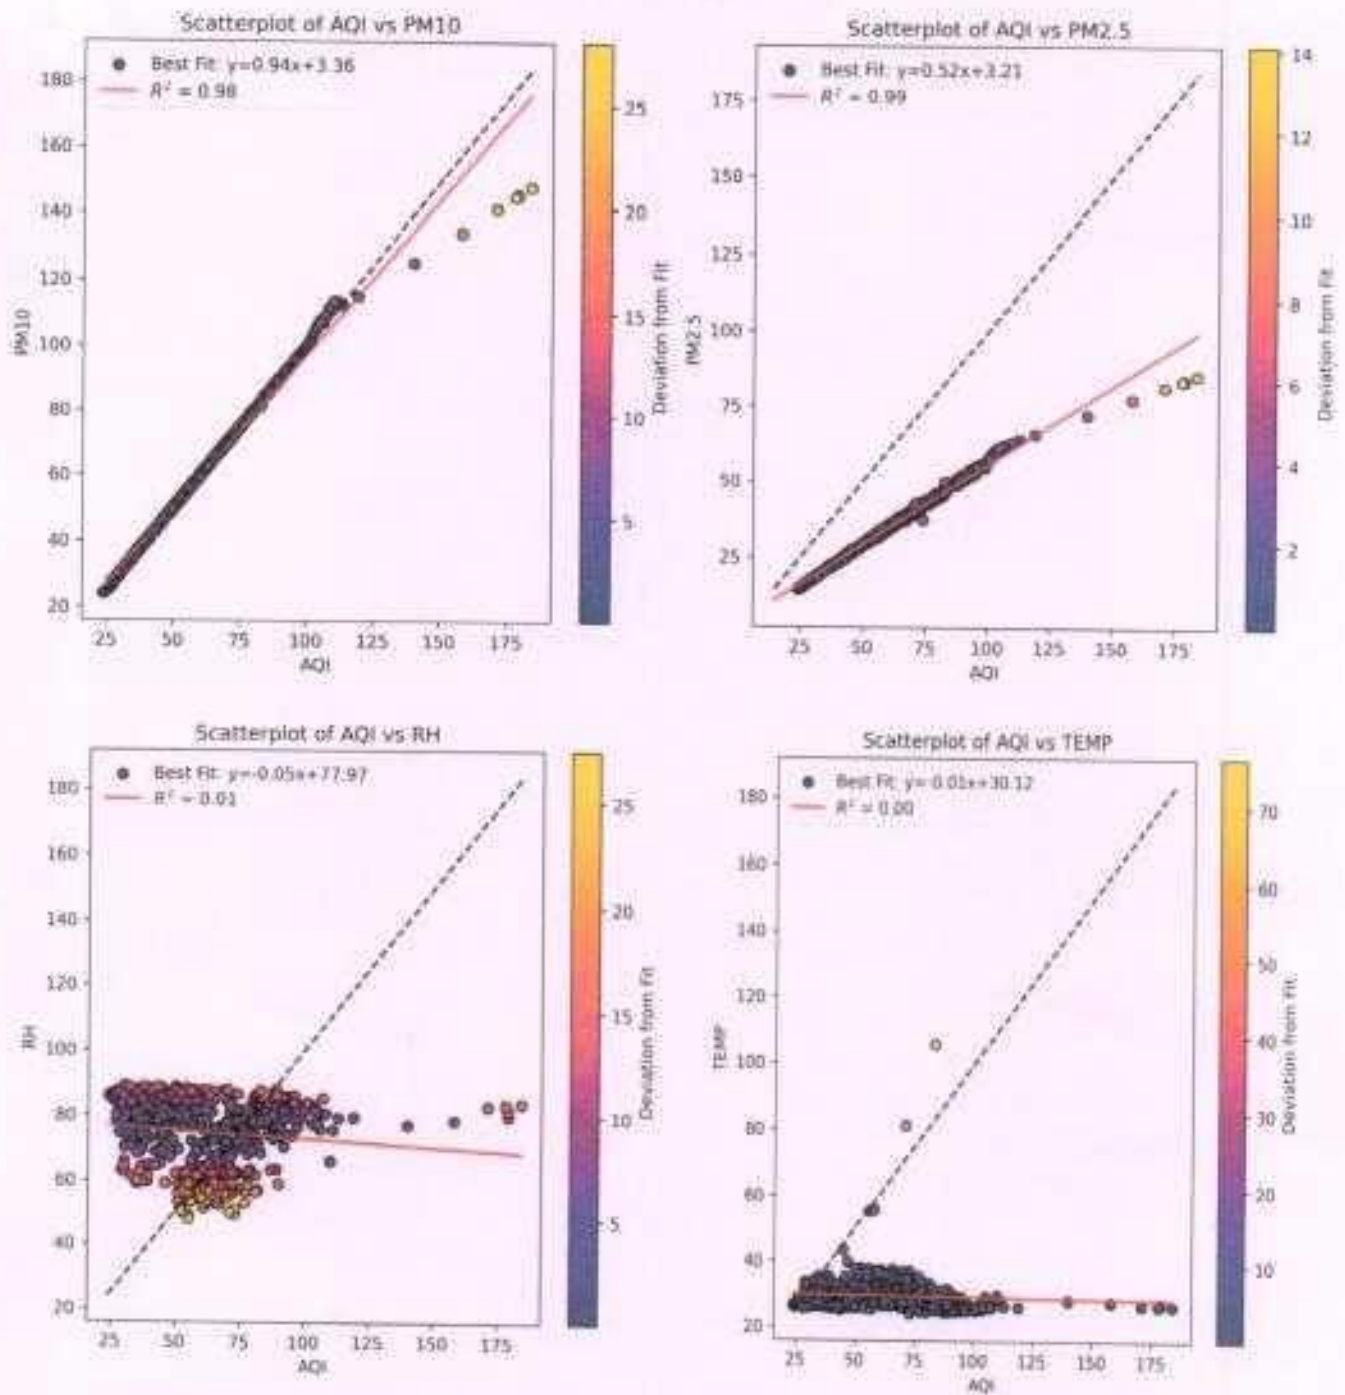 Scatterplot of AQI vs PM10
Best Fit: y=0.94x+3.36
R² = 0.98
180
160
140
120
100
80
60
40
20
PM10
25 50 75 100 125 150 175
AQI
25
20
15
10
5
Deviation from Fit
Scatterplot of AQI vs PM2.5
Best Fit: y=0.52x+3.21
R² = 0.99
175
150
125
100
75
50
25
PM2.5
25 50 75 100 125 150 175
AQI
14
12
10
8
6
4
2
Deviation from Fit
Scatterplot of AQI vs RH
Best Fit: y=-0.05x+77.97
R² = 0.01
180
160
140
120
100
80
60
40
20
RH
25 50 75 100 125 150 175
AQI
25
20
15
10
5
Deviation from Fit
Scatterplot of AQI vs TEMP
Best Fit: y=-0.01x+30.12
R² = 0.00
180
160
140
120
100
80
60
40
20
TEMP
25 50 75 100 125 150 175
AQI
70
60
50
40
30
20
10
Deviation from Fit